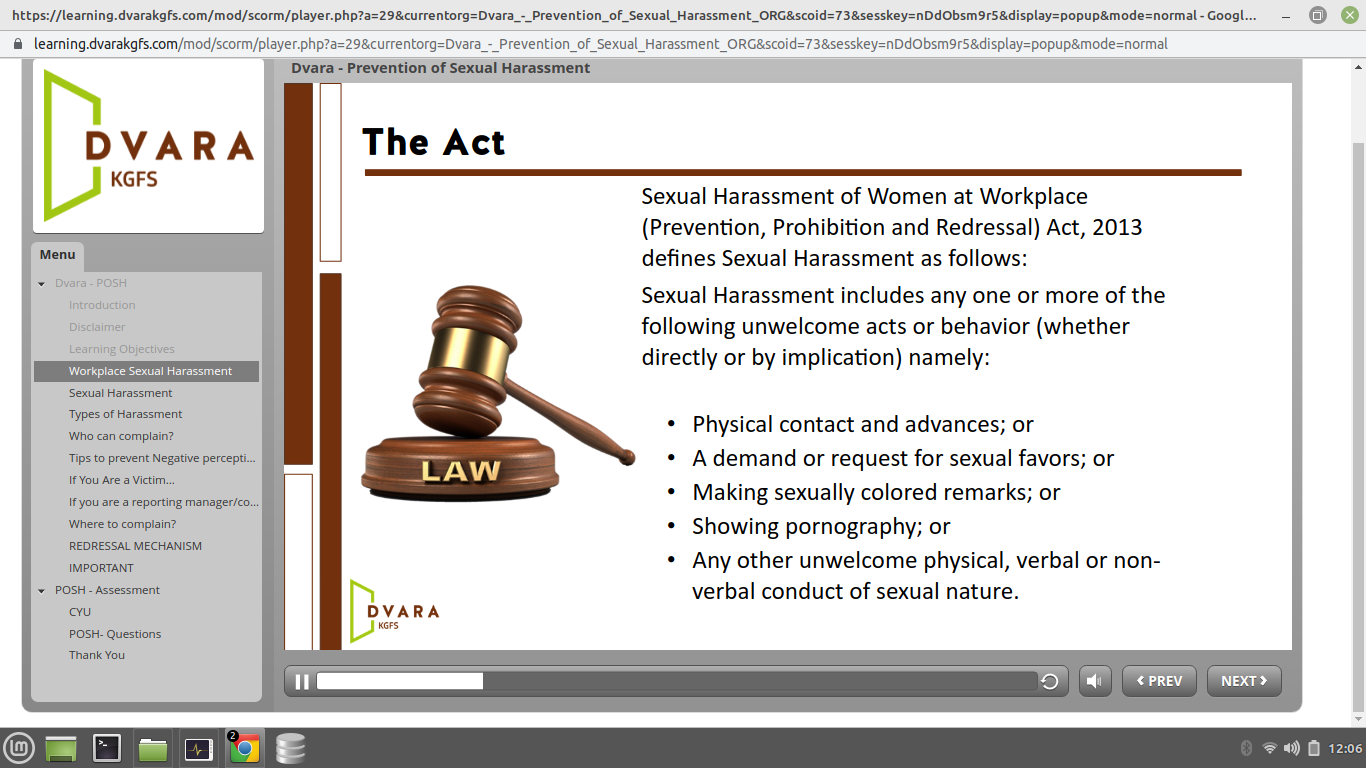 https://learning.dvarakgfs.com/mod/scorm/player.php?a=29&currentorg=Dvara_-_Prevention_of_Sexual_Harassment_ORG&scoid=73&sesskey=nDdObsm9r5&display=popup&mode=normal - Googl...
learning.dvarakgfs.com/mod/scorm/player.php?a=29&currentorg=Dvara_-_Prevention_of_Sexual_Harassment_ORG&scoid=73&sesskey=nDdObsm9r5&display=popup&mode=normal
Dvara - Prevention of Sexual Harassment
DVARA
KGFS
Menu
Dvara - POSH
Introduction
Disclaimer
Learning Objectives
Workplace Sexual Harassment
Sexual Harassment
Types of Harassment
Who can complain?
Tips to prevent Negative percepti...
If You Are a Victim...
If you are a reporting manager/co...
Where to complain?
REDRESSAL MECHANISM
IMPORTANT
POSH - Assessment
CYU
POSH- Questions
Thank You
The Act
Sexual Harassment of Women at Workplace
(Prevention, Prohibition and Redressal) Act, 2013
defines Sexual Harassment as follows:
Sexual Harassment includes any one or more of the
following unwelcome acts or behavior (whether
directly or by implication) namely:
• Physical contact and advances; or
• A demand or request for sexual favors; or
• Making sexually colored remarks; or
• Showing pornography; or
• Any other unwelcome physical, verbal or non-
verbal conduct of sexual nature.
LAW
DVARA
KGFS
PREV
NEXT
2
12:06